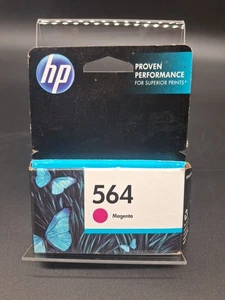 hp
PROVEN
PERFORMANCE
FOR SUPERIOR PRINTS*
564
Magenta